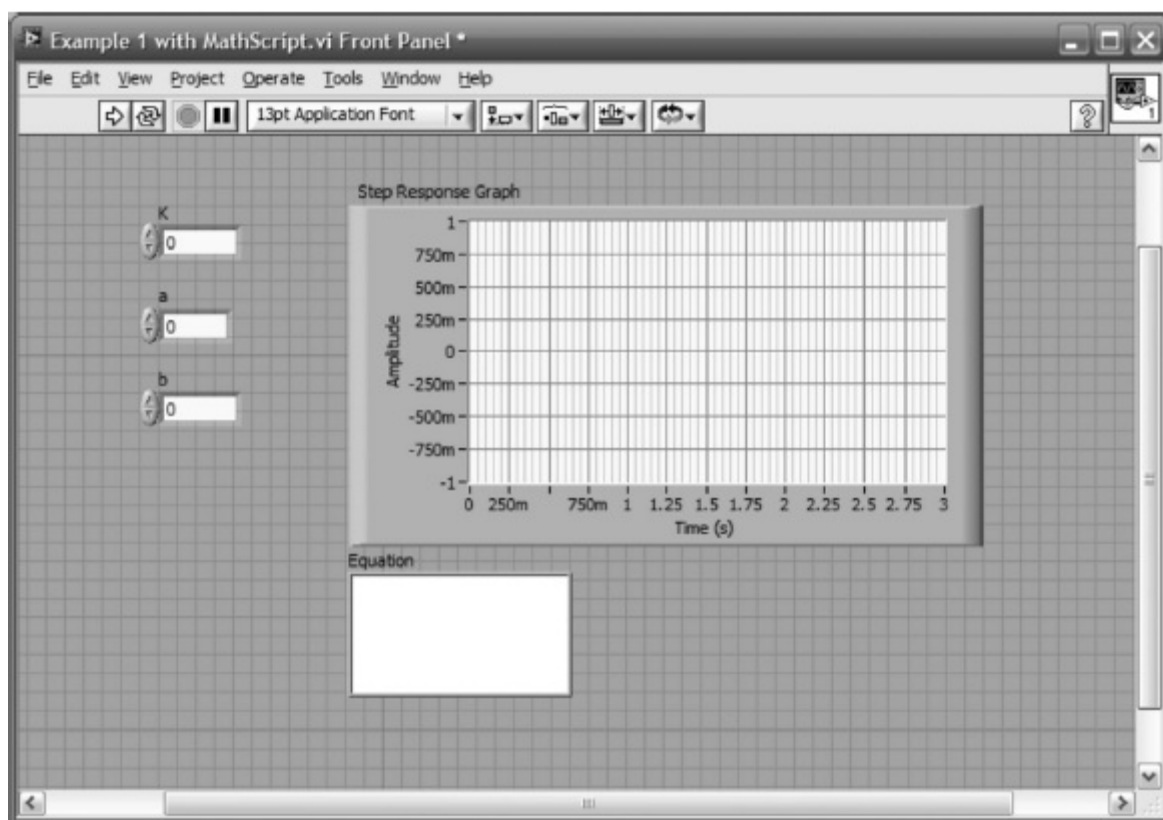 Example 1 with MathScript.vi Front Panel *
File Edit View Project Operate Tools Window Help
13pt Application Font
?
1
Step Response Graph
K
0
a
0
b
0
Amplitude
1
750m
500m
250m
0
-250m
-500m
-750m
-1
0 250m 750m 1 1.25 1.5 1.75 2 2.25 2.5 2.75 3
Time (s)
Equation